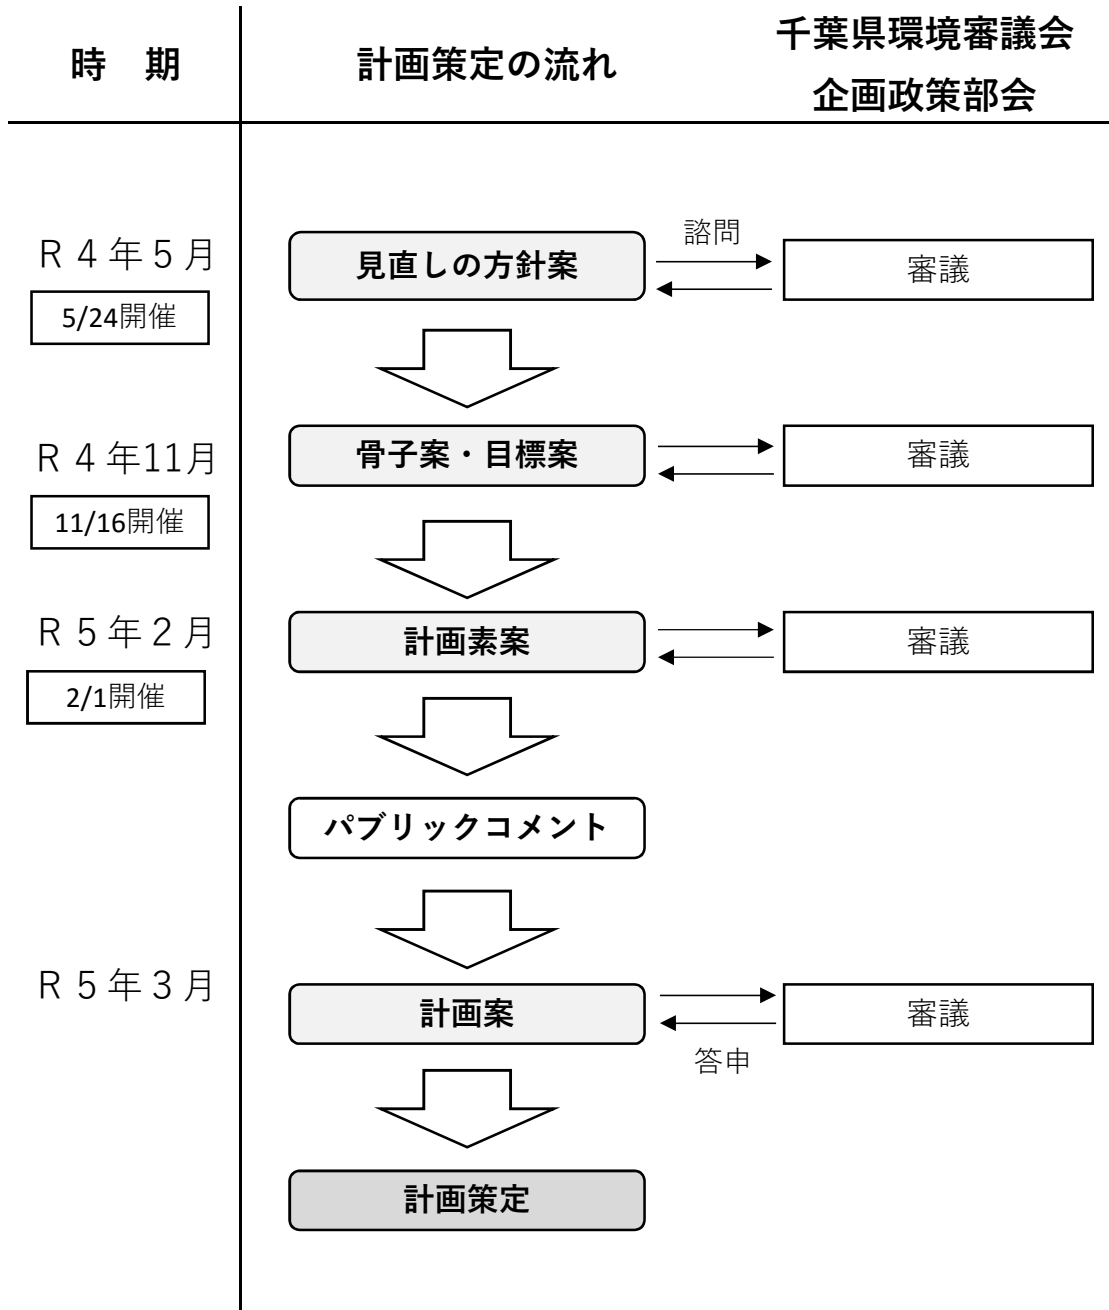 時　期
計画策定の流れ
千葉県環境審議会
企画政策部会
Ｒ４年５月
5/24開催
見直しの方針案
諮問
審議
Ｒ４年11月
11/16開催
骨子案・目標案
審議
Ｒ５年２月
2/1開催
計画素案
審議
パブリックコメント
Ｒ５年３月
計画案
審議
答申
計画策定